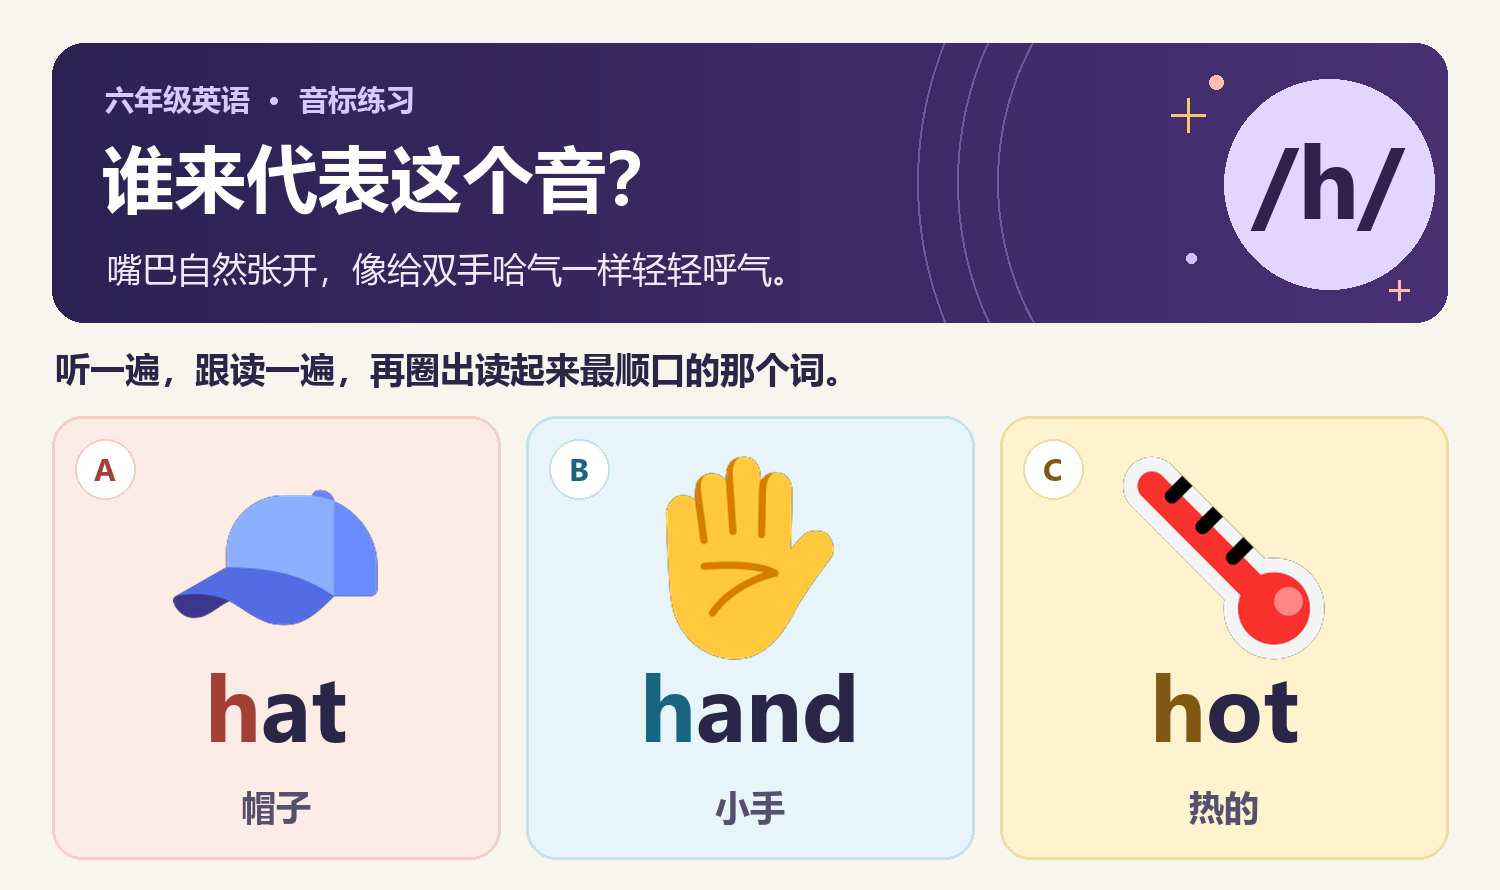 六年级英语 · 音标练习
谁来代表这个音？
/h/
嘴巴自然张开，像给双手哈气一样轻轻呼气。
听一遍，跟读一遍，再圈出读起来最顺口的那个词。
A
hat
帽子
B
hand
小手
C
hot
热的